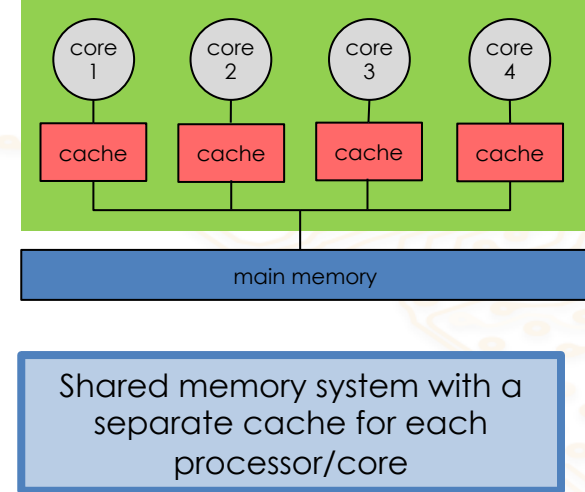 core 1
core 2
core 3
core 4
cache
cache
cache
cache
main memory
Shared memory system with a
separate cache for each
processor/core